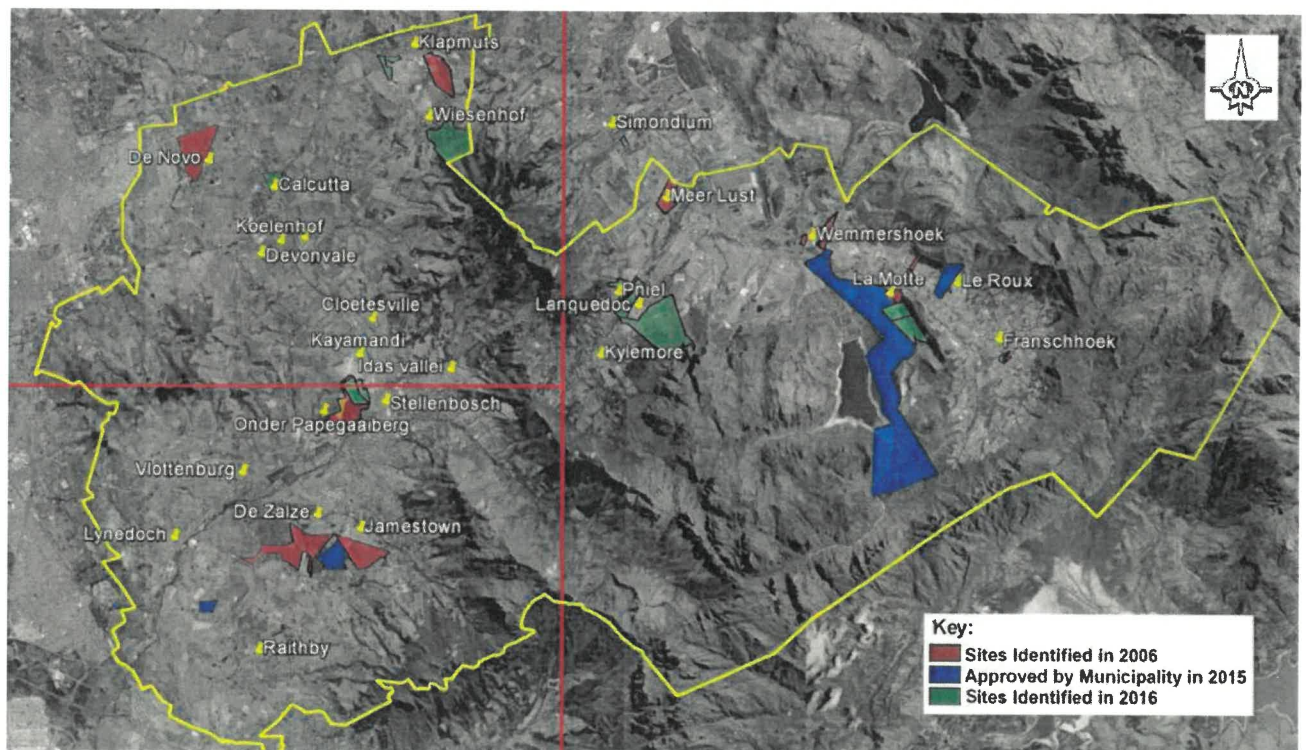 Klapmuts
Wiesenhof
Simondium
De Novo
Calcutta
Meer Lust
Koelenhof
Devonvale
Wemmershoek
La Motte
Le Roux
Pniel
Lanquedoc
Cloetesville
Kayamandi
Idas vallei
Kylemore
Franschhoek
Stellenbosch
Onder Papegaaiberg
Vlottenburg
De Zalze
Jamestown
Lynedoch
Raithby
N
Key:
Sites Identified in 2006
Approved by Municipality in 2015
Sites Identified in 2016